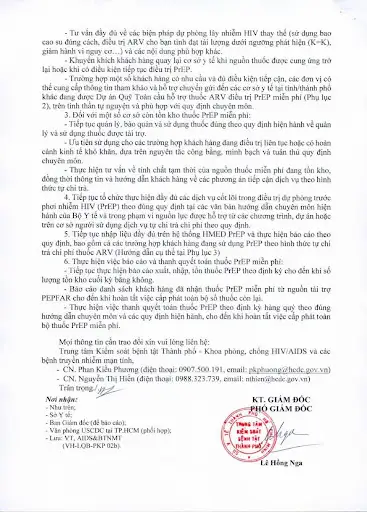 - Tư vấn đầy đủ về các biện pháp dự phòng lây nhiễm HIV thay thế (sử dụng bao
cao su đúng cách, điều trị ARV cho bạn tình đạt tải lượng dưới ngưỡng phát hiện (K=K),
giảm hành vi nguy cơ…) và các nội dung phù hợp khác.
- Khuyến khích khách hàng quay lại cơ sở y tế khi nguồn thuốc được cung ứng trở
lại hoặc khi có điều kiện tiếp tục điều trị PrEP.
- Trường hợp một số khách hàng có nhu cầu và đủ điều kiện tiếp cận, các đơn vị có
thể cung cấp thông tin tham khảo và hỗ trợ chuyển gửi đến các cơ sở y tế tại tỉnh/thành phố
khác đang được Dự án Quỹ Toàn cầu hỗ trợ thuốc ARV điều trị PrEP miễn phí (Phụ lục
2), trên tinh thần tự nguyện và phù hợp với quy định chuyên môn.
3. Đối với một số cơ sở còn tồn kho thuốc PrEP miễn phí:
- Tiếp tục quản lý, bảo quản và sử dụng thuốc đúng theo quy định hiện hành về quản
lý và sử dụng thuốc được tài trợ.
- Ưu tiên sử dụng cho các trường hợp khách hàng đang điều trị liên tục hoặc có hoàn
cảnh kinh tế khó khăn, dựa trên nguyên tắc công bằng, minh bạch và tuân thủ quy định
chuyên môn.
- Thực hiện tư vấn về tính chất tạm thời của nguồn thuốc miễn phí đang tồn kho,
đồng thời thông tin và hướng dẫn khách hàng về các phương án tiếp cận dịch vụ theo hình
thức tự chi trả.
4. Tiếp tục tổ chức thực hiện đầy đủ các dịch vụ cốt lõi trong điều trị dự phòng trước
phơi nhiễm HIV (PrEP) theo đúng quy định tại các văn bản hướng dẫn chuyên môn hiện
hành của Bộ Y tế và trong phạm vi nguồn lực được hỗ trợ từ các chương trình, dự án hoặc
trên cơ sở người sử dụng dịch vụ tự chi trả chi phí theo quy định.
5. Tiếp tục nhập liệu đầy đủ trên hệ thống HMED PrEP và thực hiện báo cáo theo
quy định, bao gồm cả các trường hợp khách hàng đang sử dụng PrEP theo hình thức tự chi
trả chi phí thuốc ARV (Hướng dẫn cụ thể tại Phụ lục 3)
6. Thực hiện việc báo cáo và thanh quyết toán thuốc PrEP miễn phí:
- Tiếp tục thực hiện báo cáo xuất, nhập, tồn thuốc PrEP theo định kỳ cho đến khi số
lượng tồn kho cuối kỳ bằng không.
- Báo cáo danh sách khách hàng đã nhận thuốc PrEP miễn phí từ nguồn tài trợ
PEPFAR cho đến khi hoàn tất việc cấp phát toàn bộ số thuốc còn lại.
- Thực hiện việc thanh quyết toán thuốc PrEP theo định kỳ hàng quý theo đúng
hướng dẫn chuyên môn và các quy định hiện hành, cho đến khi hoàn tất việc cấp phát toàn
bộ thuốc PrEP miễn phí.
Mọi thông tin cần trao đổi xin vui lòng liên hệ:
Trung tâm Kiểm soát bệnh tật Thành phố - Khoa phòng, chống HIV/AIDS và các
bệnh truyền nhiễm mạn tính,
- CN. Phan Kiều Phương (điện thoại: 0907.500.191, email: pkphuong@hcdc.gov.vn)
- CN. Nguyễn Thị Hiền (điện thoại: 0988.323.739, email: nthien@hcdc.gov.vn)
Trân trọng./.
Nơi nhận:
- Như trên;
- Sở Y tế;
- Ban Giám đốc (để báo cáo);
- Văn phòng USCDC tại TP.HCM (phối hợp);
- Lưu: VT, AIDS&BTNMT
(VH-LQB-PKP 02b).
KT. GIÁM ĐỐC
PHÓ GIÁM ĐỐC
TRUNG TÂM
KIỂM SOÁT
BỆNH TẬT
THÀNH PHỐ
Lê Hồng Nga